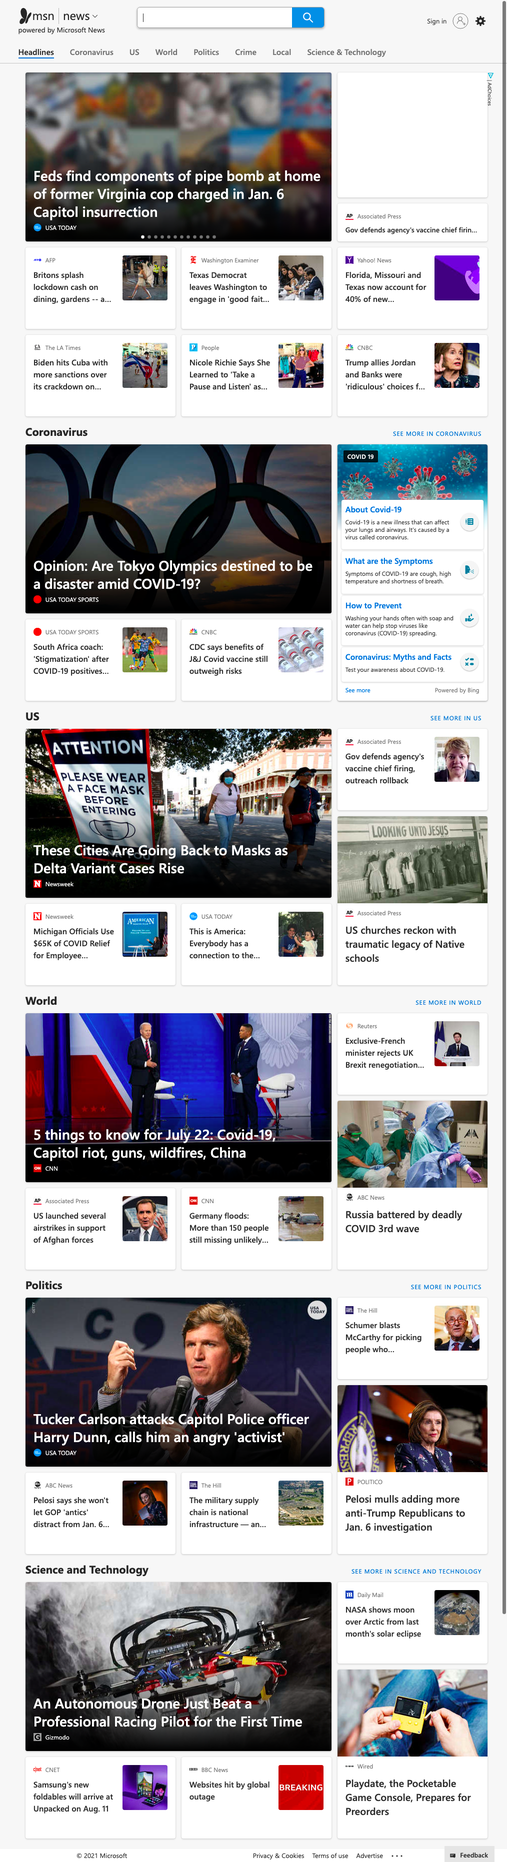 msn | news
powered by Microsoft News
Sign in
Headlines
Coronavirus
US
World
Politics
Crime
Local
Science & Technology
Feds find components of pipe bomb at home
of former Virginia cop charged in Jan. 6
Capitol insurrection
USA TODAY
AdChoices
Associated Press
Gov defends agency's vaccine chief firin...
AFP
Britons splash
lockdown cash on
dining, gardens -- a...
Washington Examiner
Texas Democrat
leaves Washington to
engage in 'good fait...
Yahoo! News
Florida, Missouri and
Texas now account for
40% of new...
The LA Times
Biden hits Cuba with
more sanctions over
its crackdown on...
People
Nicole Richie Says She
Learned to 'Take a
Pause and Listen' as...
CNBC
Trump allies Jordan
and Banks were
'ridiculous' choices f...
Coronavirus
SEE MORE IN CORONAVIRUS
Opinion: Are Tokyo Olympics destined to be
a disaster amid COVID-19?
USA TODAY SPORTS
COVID 19
About Covid-19
Covid-19 is a new illness that can affect
your lungs and airways. It's caused by a
virus called coronavirus.
What are the Symptoms
Symptoms of COVID-19 are cough, high
temperature and shortness of breath.
How to Prevent
Washing your hands often with soap and
water can help stop viruses like
coronavirus (COVID-19) spreading.
Coronavirus: Myths and Facts
Test your awareness about COVID-19.
See more
Powered by Bing
USA TODAY SPORTS
South Africa coach:
'Stigmatization' after
COVID-19 positives...
CNBC
CDC says benefits of
J&J Covid vaccine still
outweigh risks
US
SEE MORE IN US
ATTENTION
PLEASE WEAR
A FACE MASK
BEFORE
ENTERING
These Cities Are Going Back to Masks as
Delta Variant Cases Rise
Newsweek
Associated Press
Gov defends agency's
vaccine chief firing,
outreach rollback
LOOKING UNTO JESUS
Associated Press
US churches reckon with
traumatic legacy of Native
schools
Newsweek
Michigan Officials Use
$65K of COVID Relief
for Employee...
AMERICAN
USA TODAY
This is America:
Everybody has a
connection to the...
World
SEE MORE IN WORLD
5 things to know for July 22: Covid-19,
Capitol riot, guns, wildfires, China
CNN
Reuters
Exclusive-French
minister rejects UK
Brexit renegotiation...
ABC News
Russia battered by deadly
COVID 3rd wave
Associated Press
US launched several
airstrikes in support
of Afghan forces
CNN
Germany floods:
More than 150 people
still missing unlikely...
Politics
SEE MORE IN POLITICS
USA TODAY
Tucker Carlson attacks Capitol Police officer
Harry Dunn, calls him an angry 'activist'
USA TODAY
The Hill
Schumer blasts
McCarthy for picking
people who...
POLITICO
Pelosi mulls adding more
anti-Trump Republicans to
Jan. 6 investigation
ABC News
Pelosi says she won't
let GOP 'antics'
distract from Jan. 6...
The Hill
The military supply
chain is national
infrastructure — an...
Science and Technology
SEE MORE IN SCIENCE AND TECHNOLOGY
An Autonomous Drone Just Beat a
Professional Racing Pilot for the First Time
Gizmodo
Daily Mail
NASA shows moon
over Arctic from last
month's solar eclipse
Wired
Playdate, the Pocketable
Game Console, Prepares for
Preorders
CNET
Samsung's new
foldables will arrive at
Unpacked on Aug. 11
BBC News
Websites hit by global
outage
BREAKING
© 2021 Microsoft
Privacy & Cookies
Terms of use
Advertise
Feedback